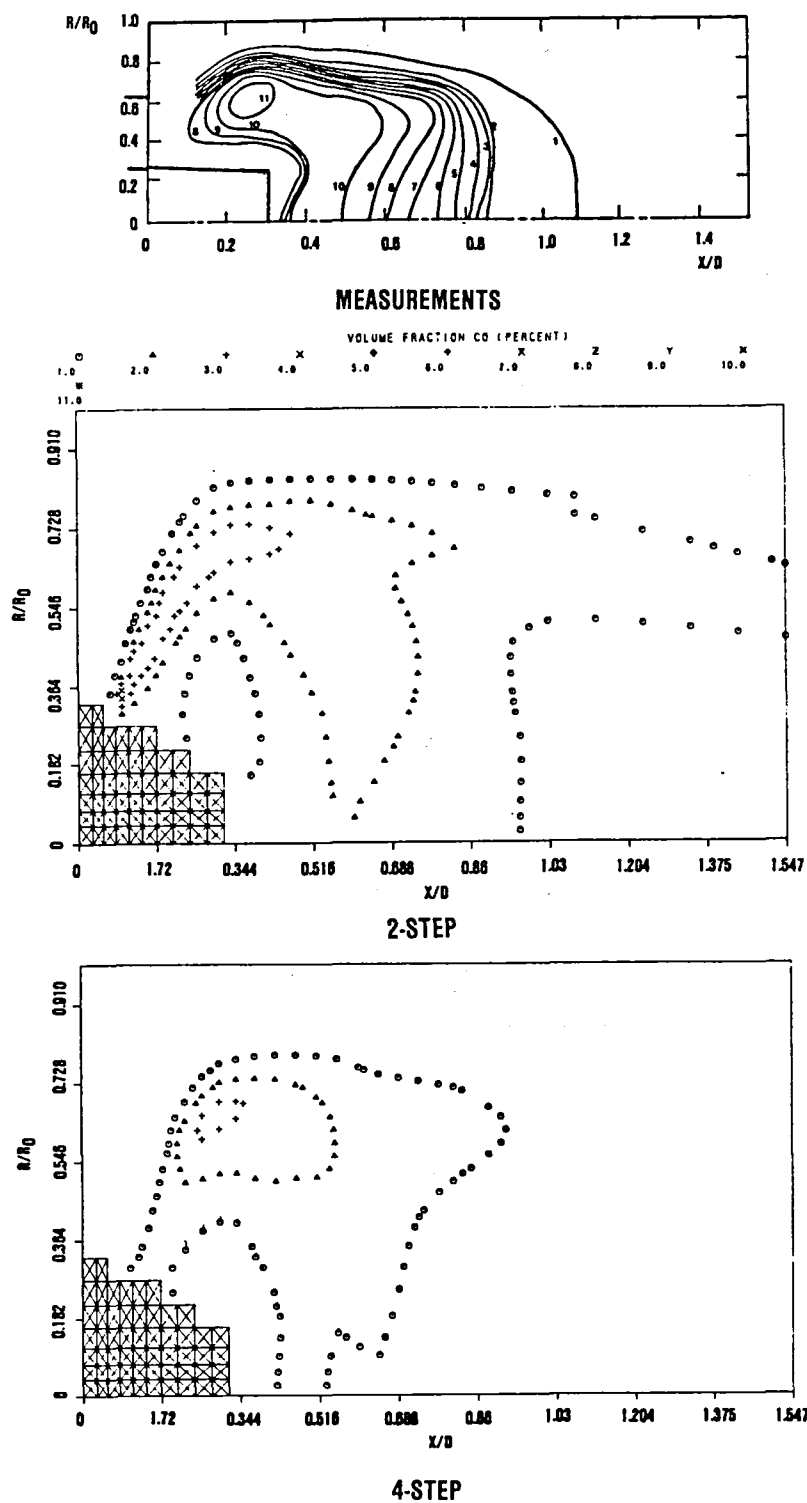 R/R0
1.0
0.8
0.6
0.4
0.2
0
11
8 9 10
10 9 8 7 6 5 4 3 2 1
0 0.2 0.4 0.6 0.8 1.0 1.2 1.4
X/D
MEASUREMENTS
VOLUME FRACTION CO (PERCENT)
1.0 2.0 3.0 4.0 5.0 6.0 7.0 8.0 9.0 10.0
11.0
R/R0
0.910
0.728
0.546
0.364
0.182
0
0 1.72 0.344 0.516 0.688 0.86 1.03 1.204 1.375 1.547
X/D
2-STEP
R/R0
0.910
0.728
0.546
0.364
0.182
0
0 1.72 0.344 0.516 0.688 0.86 1.03 1.204 1.375 1.547
X/D
4-STEP